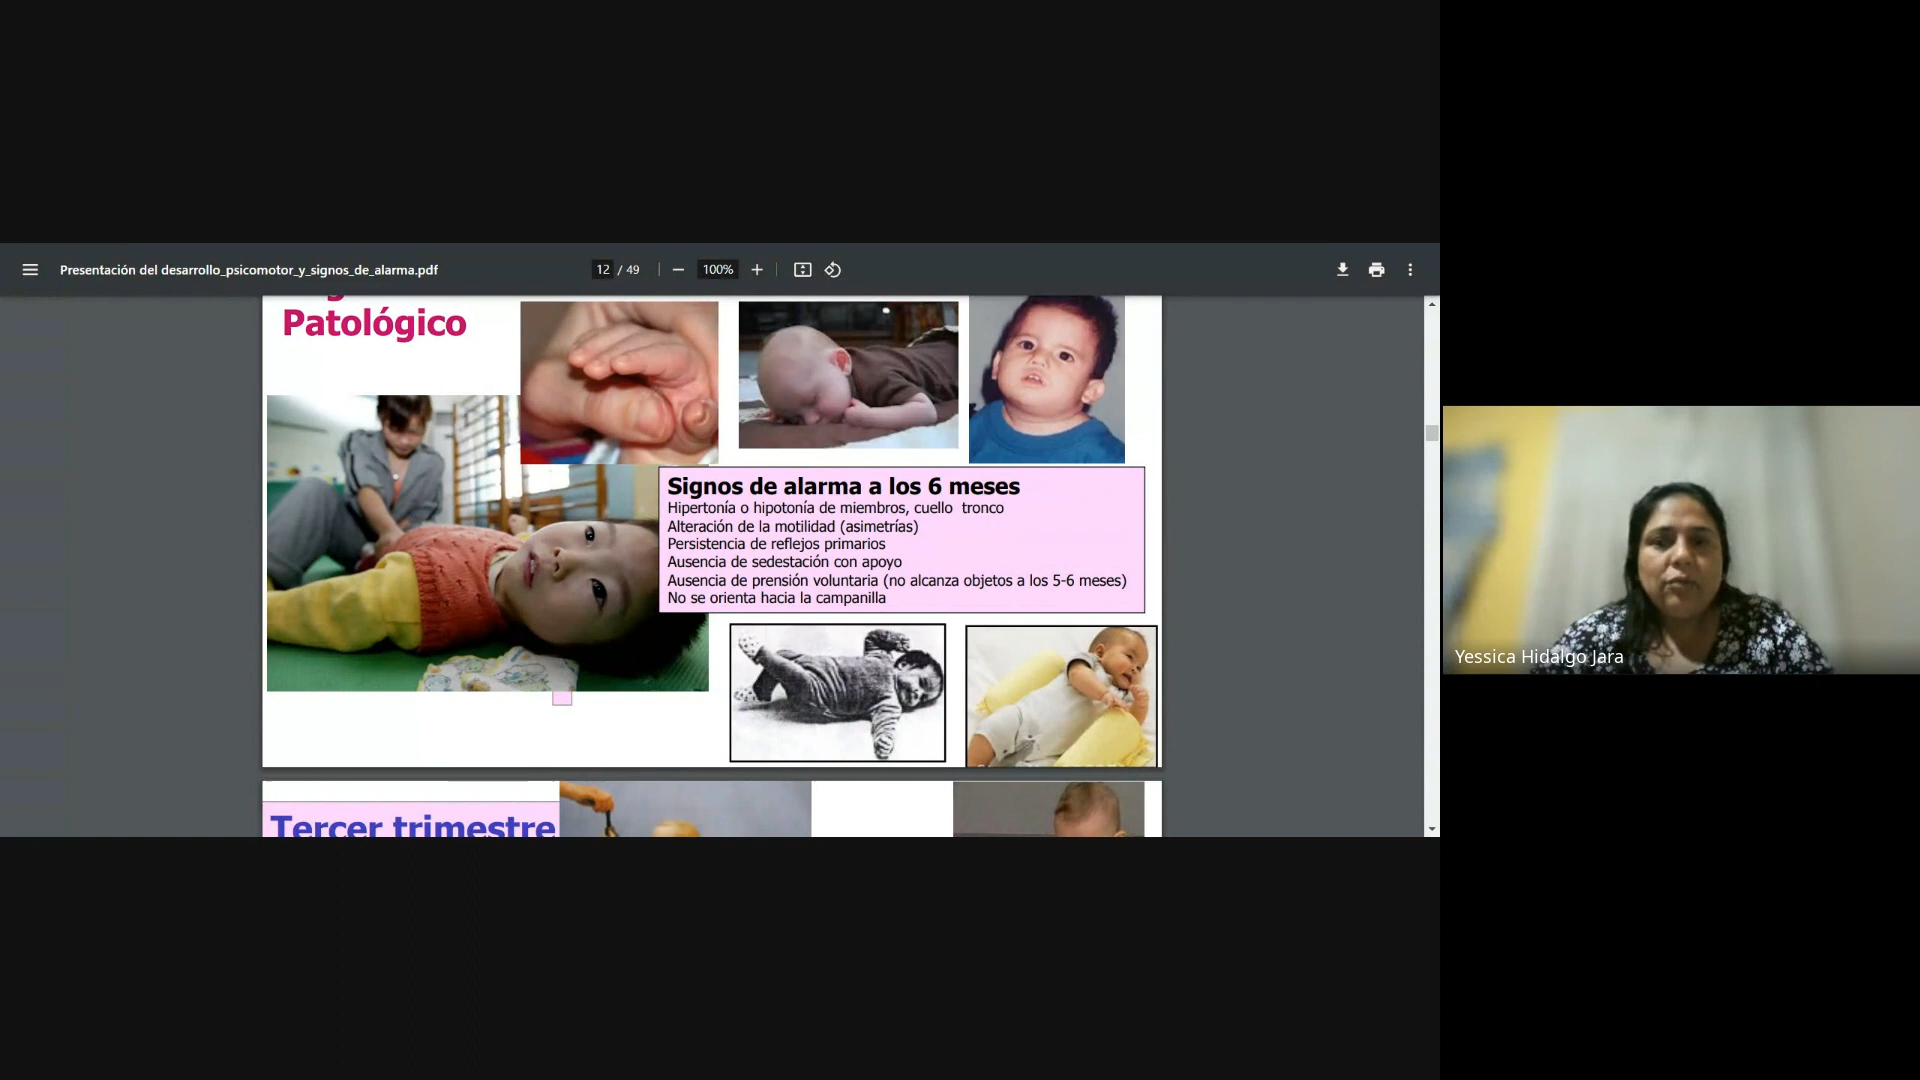 Presentación del desarrollo_psicomotor_y_signos_de_alarma.pdf
12 / 49
100%
Patológico
Signos de alarma a los 6 meses
Hipertonía o hipotonía de miembros, cuello tronco
Alteración de la motilidad (asimetrías)
Persistencia de reflejos primarios
Ausencia de sedestación con apoyo
Ausencia de prensión voluntaria (no alcanza objetos a los 5-6 meses)
No se orienta hacia la campanilla
Tercer trimestre
Yessica Hidalgo Jara